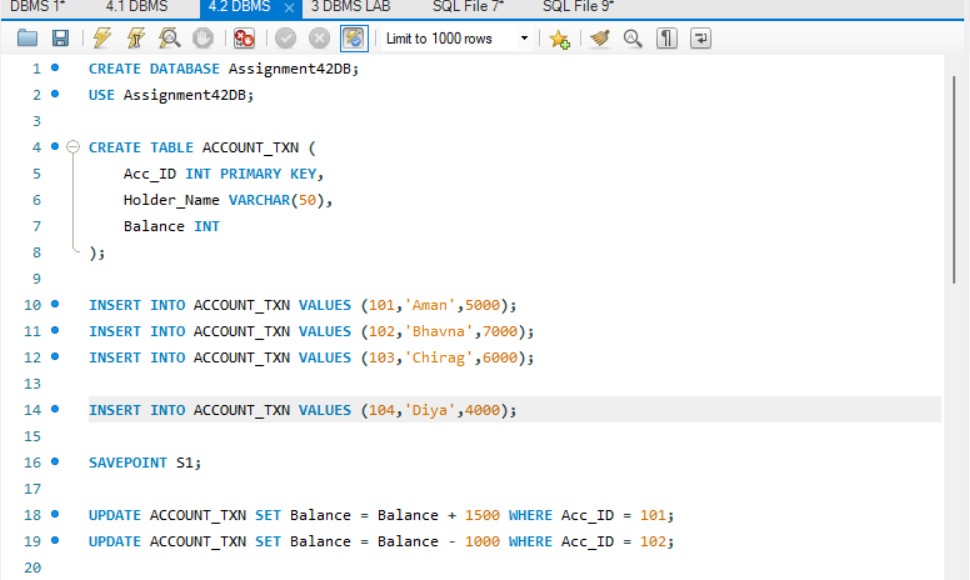 DBMS 1* 4.1 DBMS 4.2 DBMS × 3 DBMS LAB SQL File 7* SQL File 9*
Limit to 1000 rows
1 CREATE DATABASE Assignment42DB;
2 USE Assignment42DB;
3
4 CREATE TABLE ACCOUNT_TXN (
5 Acc_ID INT PRIMARY KEY,
6 Holder_Name VARCHAR(50),
7 Balance INT
8 );
9
10 INSERT INTO ACCOUNT_TXN VALUES (101,'Aman',5000);
11 INSERT INTO ACCOUNT_TXN VALUES (102,'Bhavna',7000);
12 INSERT INTO ACCOUNT_TXN VALUES (103,'Chirag',6000);
13
14 INSERT INTO ACCOUNT_TXN VALUES (104,'Diya',4000);
15
16 SAVEPOINT S1;
17
18 UPDATE ACCOUNT_TXN SET Balance = Balance + 1500 WHERE Acc_ID = 101;
19 UPDATE ACCOUNT_TXN SET Balance = Balance - 1000 WHERE Acc_ID = 102;
20